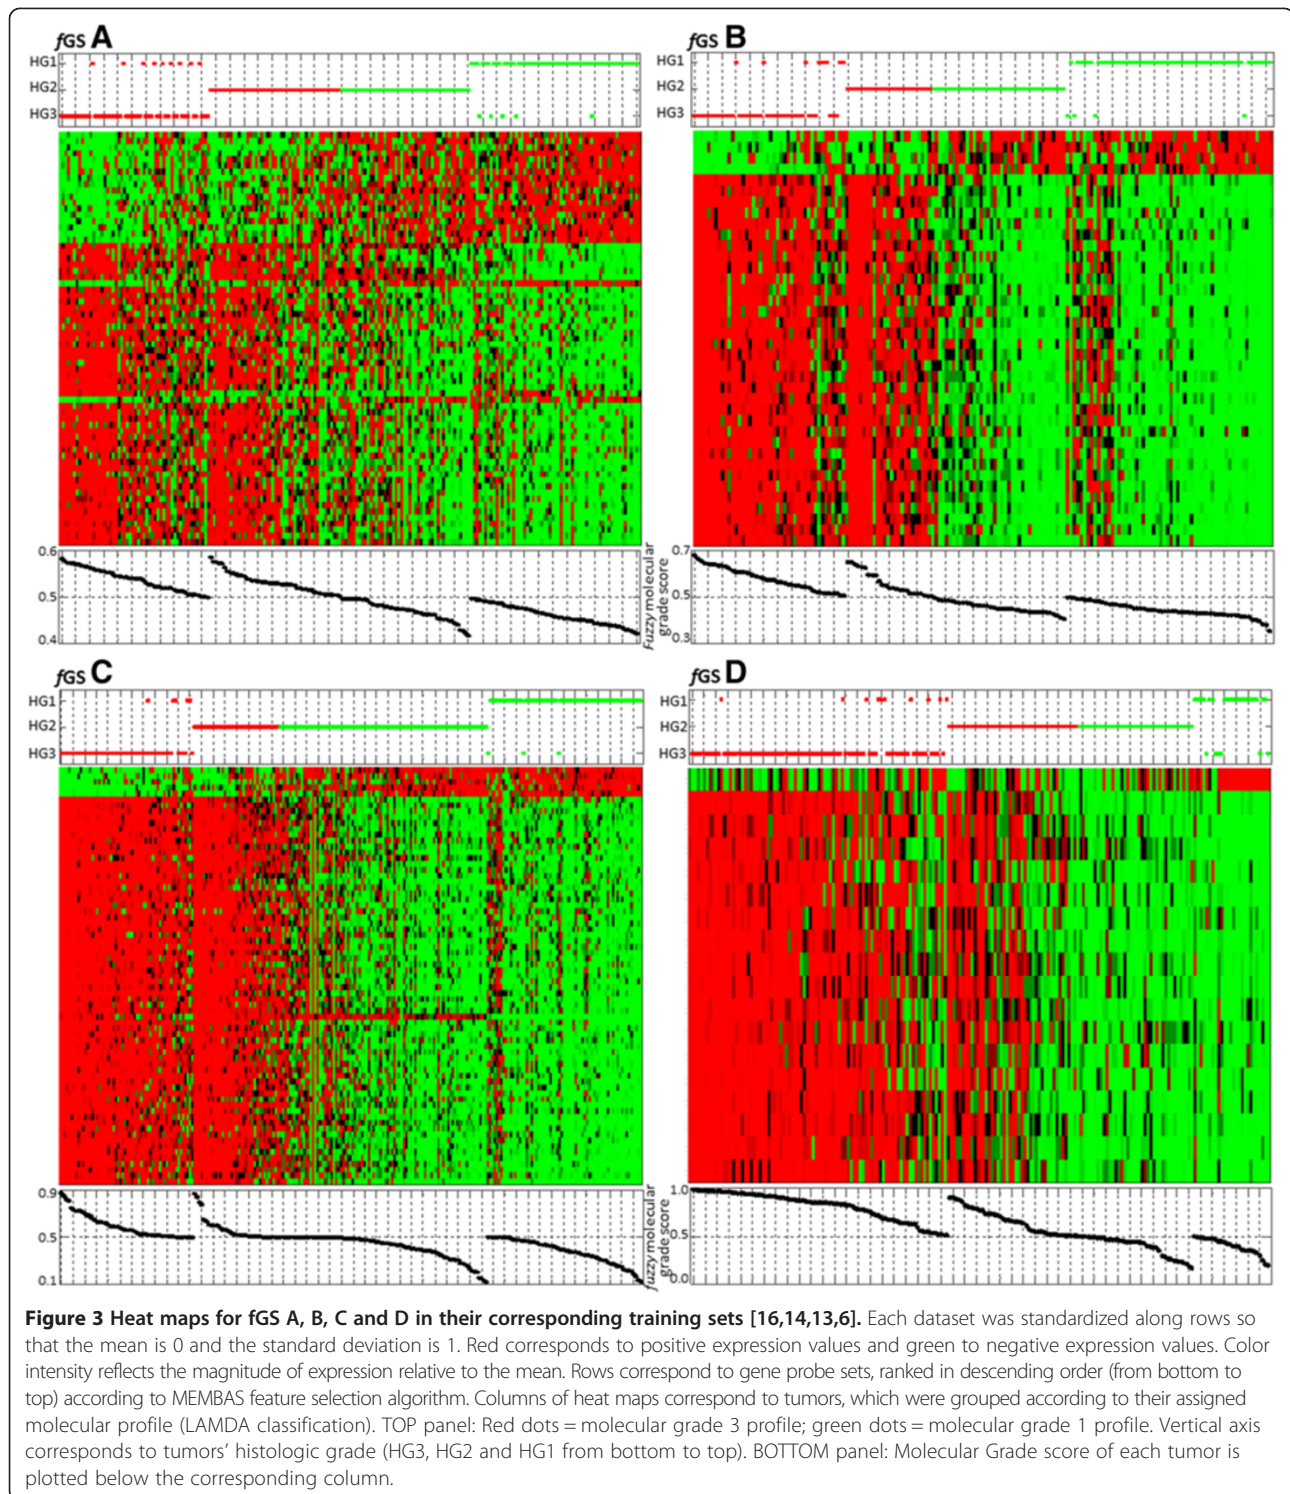 fGS A
HG1
HG2
HG3
0.6
0.5
0.4
Fuzzy molecular
grade score
fGS B
HG1
HG2
HG3
0.7
0.5
0.3
fGS C
HG1
HG2
HG3
0.9
0.5
0.1
fuzzy molecular
grade score
fGS D
HG1
HG2
HG3
1.0
0.5
0.0
Figure 3 Heat maps for fGS A, B, C and D in their corresponding training sets [16,14,13,6]. Each dataset was standardized along rows so
that the mean is 0 and the standard deviation is 1. Red corresponds to positive expression values and green to negative expression values. Color
intensity reflects the magnitude of expression relative to the mean. Rows correspond to gene probe sets, ranked in descending order (from bottom to
top) according to MEMBAS feature selection algorithm. Columns of heat maps correspond to tumors, which were grouped according to their assigned
molecular profile (LAMDA classification). TOP panel: Red dots = molecular grade 3 profile; green dots = molecular grade 1 profile. Vertical axis
corresponds to tumors' histologic grade (HG3, HG2 and HG1 from bottom to top). BOTTOM panel: Molecular Grade score of each tumor is
plotted below the corresponding column.